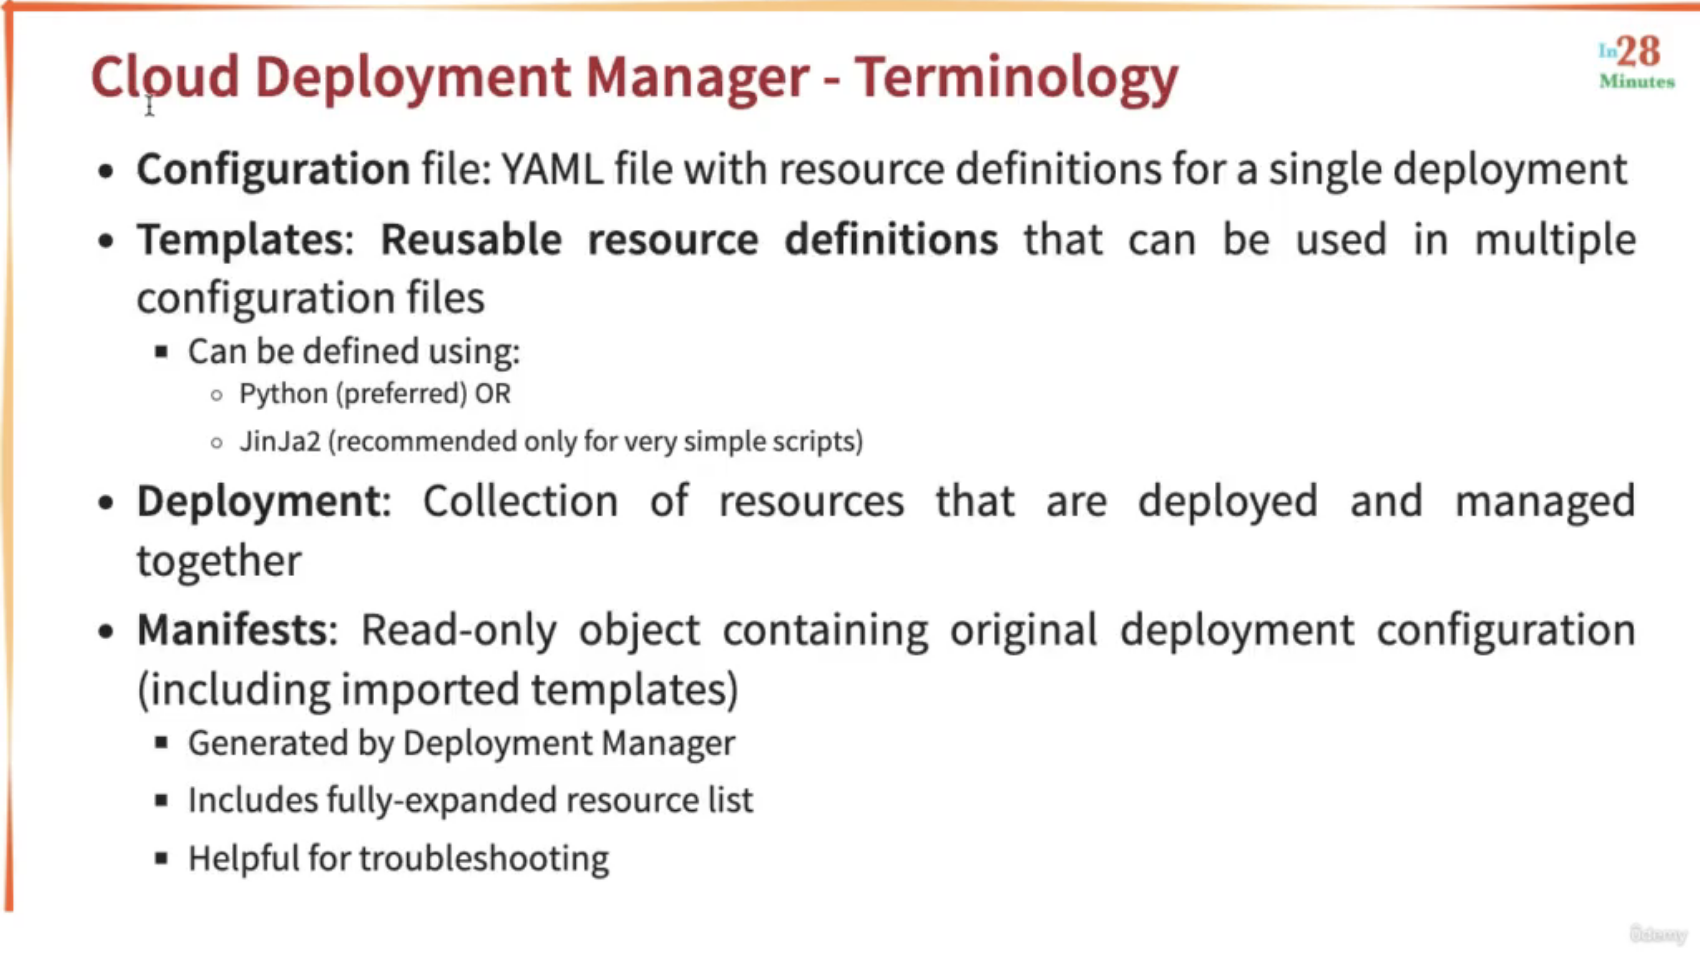 Cloud Deployment Manager - Terminology
In28
Minutes
• Configuration file: YAML file with resource definitions for a single deployment
• Templates: Reusable resource definitions that can be used in multiple
configuration files
▪ Can be defined using:
○ Python (preferred) OR
○ JinJa2 (recommended only for very simple scripts)
• Deployment: Collection of resources that are deployed and managed
together
• Manifests: Read-only object containing original deployment configuration
(including imported templates)
▪ Generated by Deployment Manager
▪ Includes fully-expanded resource list
▪ Helpful for troubleshooting
ûdemy